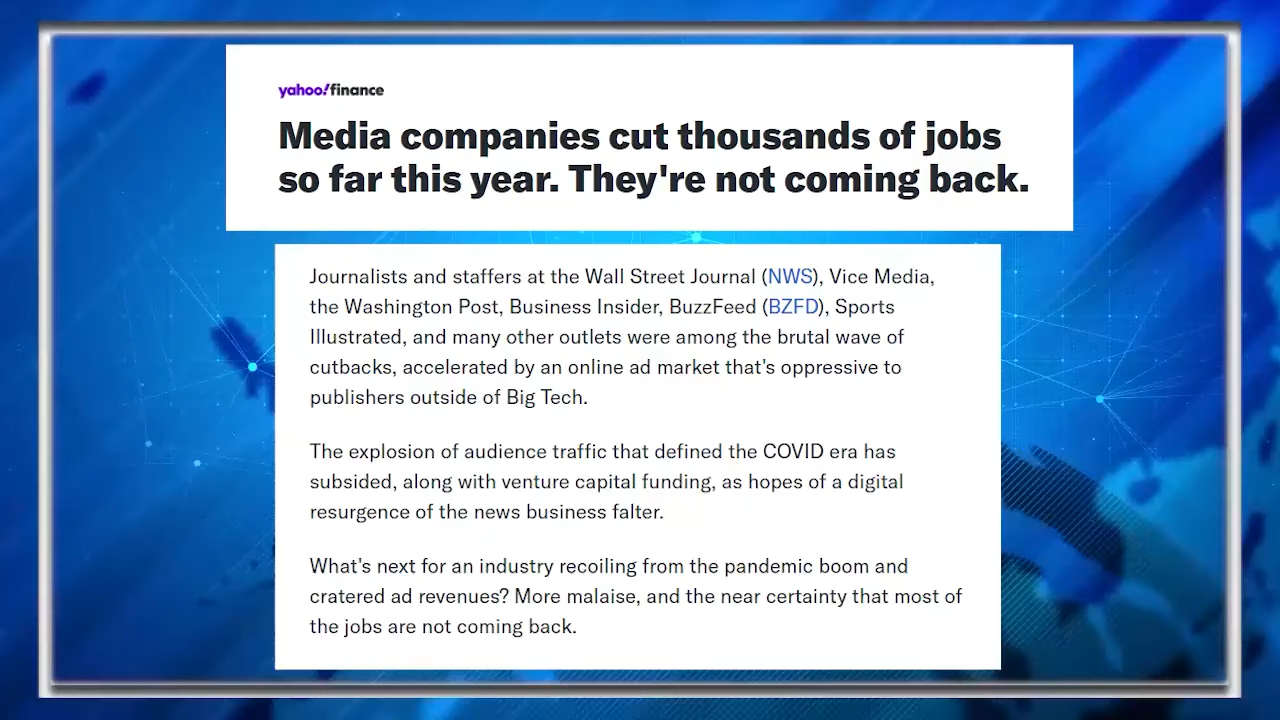 yahoo!finance
Media companies cut thousands of jobs
so far this year. They're not coming back.
Journalists and staffers at the Wall Street Journal (NWS), Vice Media,
the Washington Post, Business Insider, BuzzFeed (BZFD), Sports
Illustrated, and many other outlets were among the brutal wave of
cutbacks, accelerated by an online ad market that's oppressive to
publishers outside of Big Tech.
The explosion of audience traffic that defined the COVID era has
subsided, along with venture capital funding, as hopes of a digital
resurgence of the news business falter.
What's next for an industry recoiling from the pandemic boom and
cratered ad revenues? More malaise, and the near certainty that most of
the jobs are not coming back.